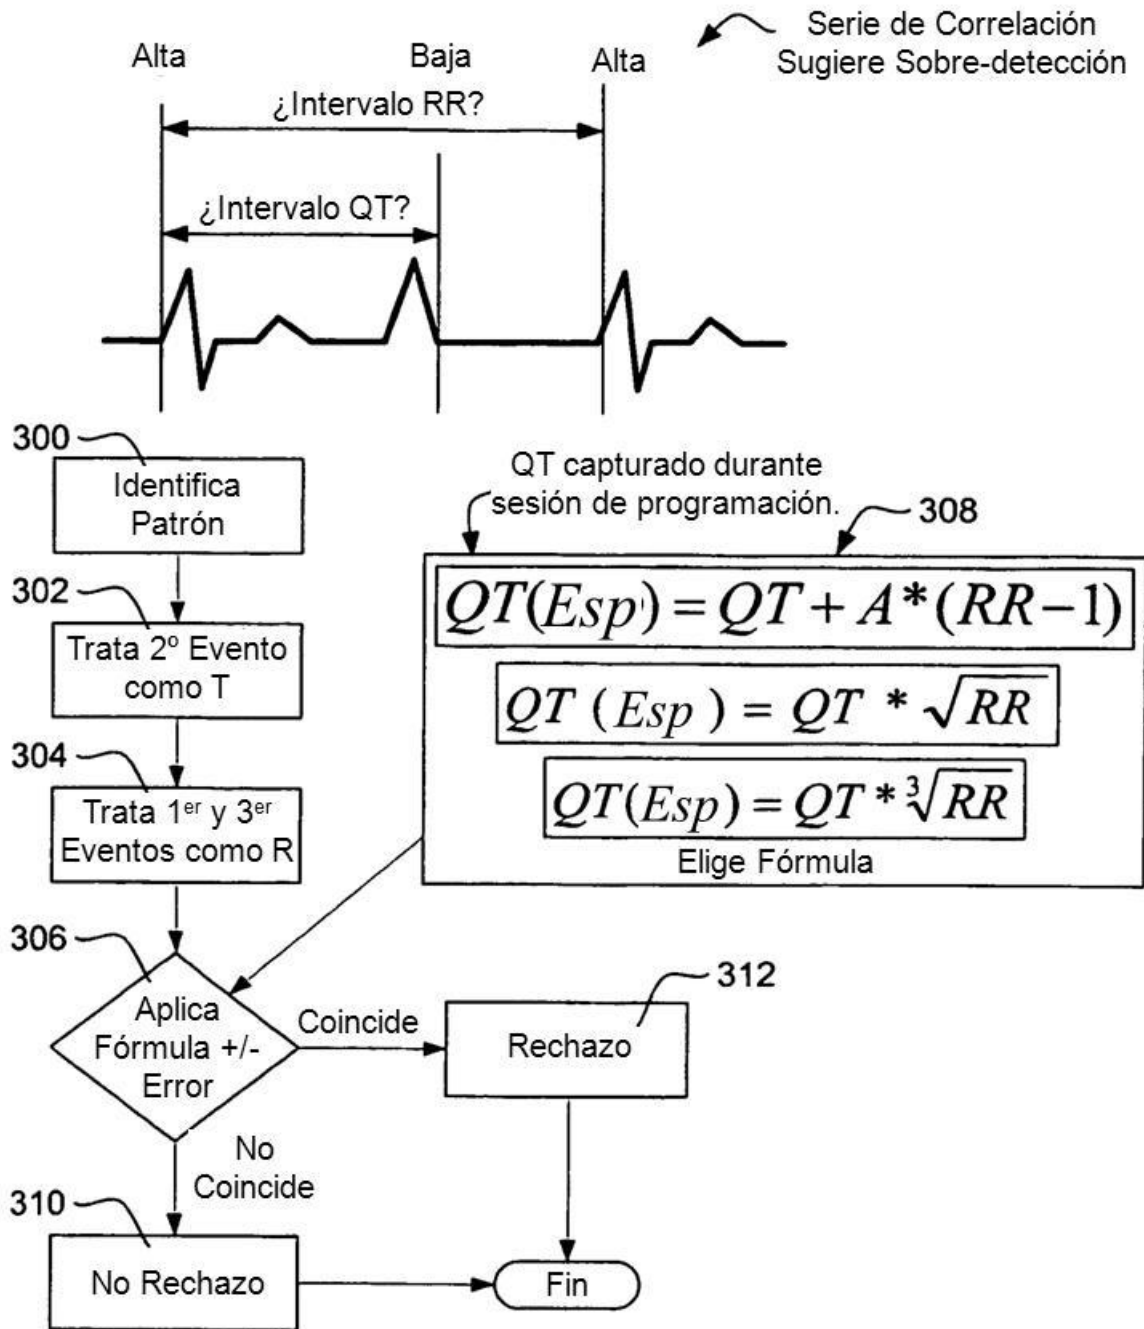 Serie de Correlación
Sugiere Sobre-detección
Alta
Baja
Alta
¿Intervalo RR?
¿Intervalo QT?
300
Identifica
Patrón
QT capturado durante
sesión de programación.
308
QT(Esp) = QT + A*(RR−1)
QT (Esp) = QT * √RR
QT(Esp) = QT * ∛RR
Elige Fórmula
302
Trata 2º Evento
como T
304
Trata 1er y 3er
Eventos como R
306
Aplica
Fórmula +/-
Error
Coincide
312
Rechazo
No
Coincide
310
No Rechazo
Fin